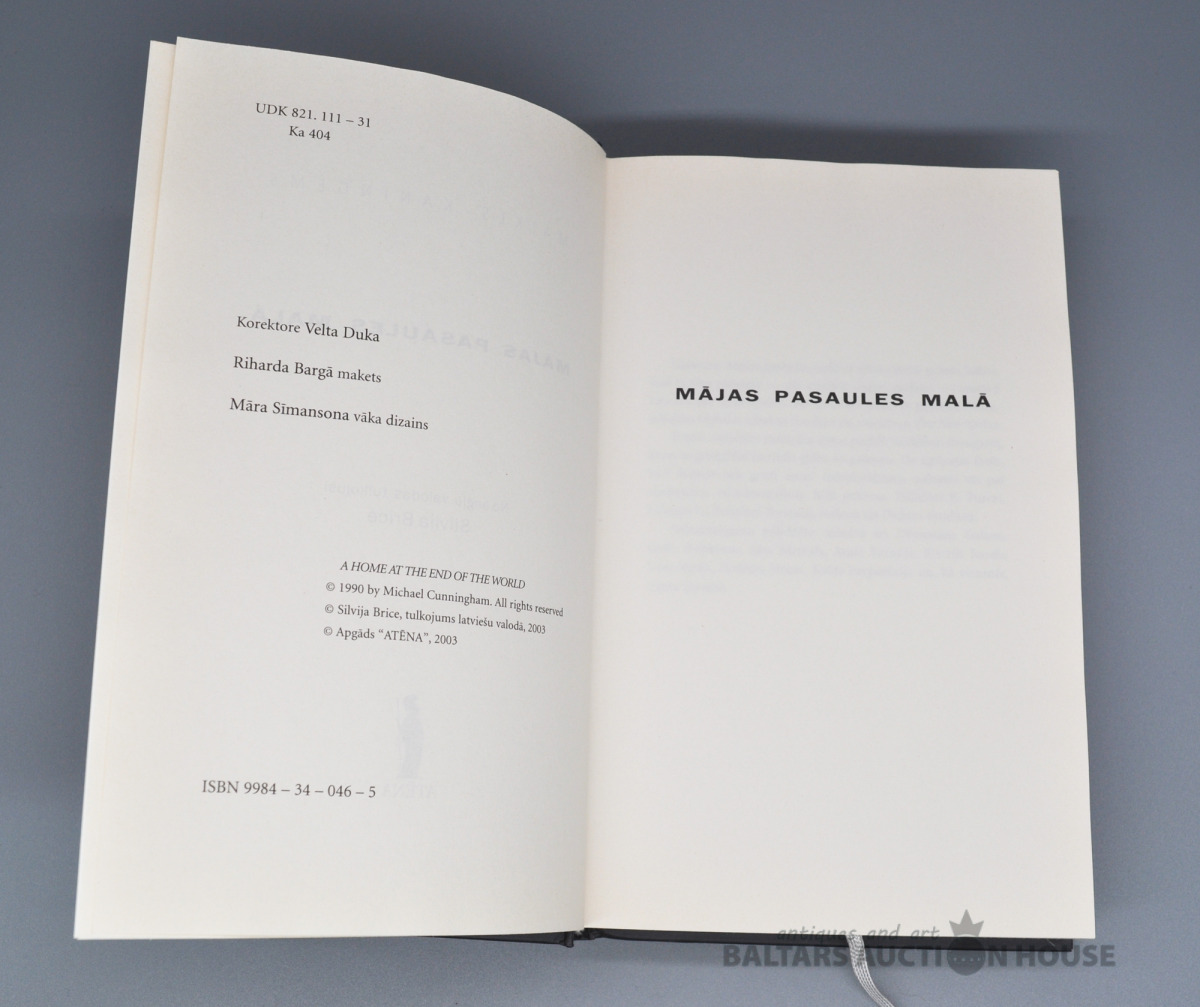 UDK 821. 111 – 31
Ka 404
Korektore Velta Duka
Riharda Bargā makets
Māra Sīmansona vāka dizains
A HOME AT THE END OF THE WORLD
© 1990 by Michael Cunningham. All rights reserved
© Silvija Brice, tulkojums latviešu valodā, 2003
© Apgāds “ATĒNA”, 2003
ISBN 9984 – 34 – 046 – 5
MĀJAS PASAULES MALĀ
antiques and art
BALTARS AUCTION HOUSE